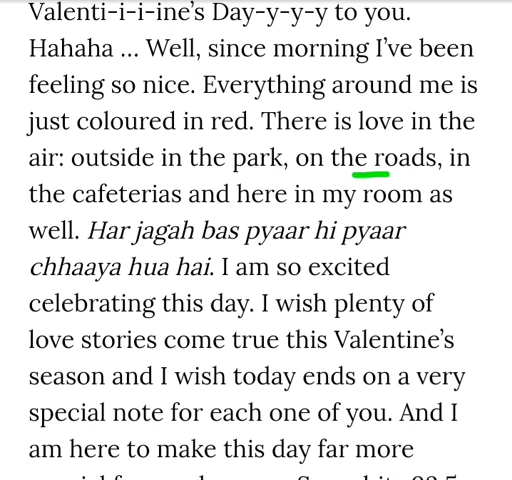 Valenti-i-i-ine’s Day-y-y-y to you.
Hahaha … Well, since morning I’ve been
feeling so nice. Everything around me is
just coloured in red. There is love in the
air: outside in the park, on the roads, in
the cafeterias and here in my room as
well. Har jagah bas pyaar hi pyaar
chhaaya hua hai. I am so excited
celebrating this day. I wish plenty of
love stories come true this Valentine’s
season and I wish today ends on a very
special note for each one of you. And I
am here to make this day far more